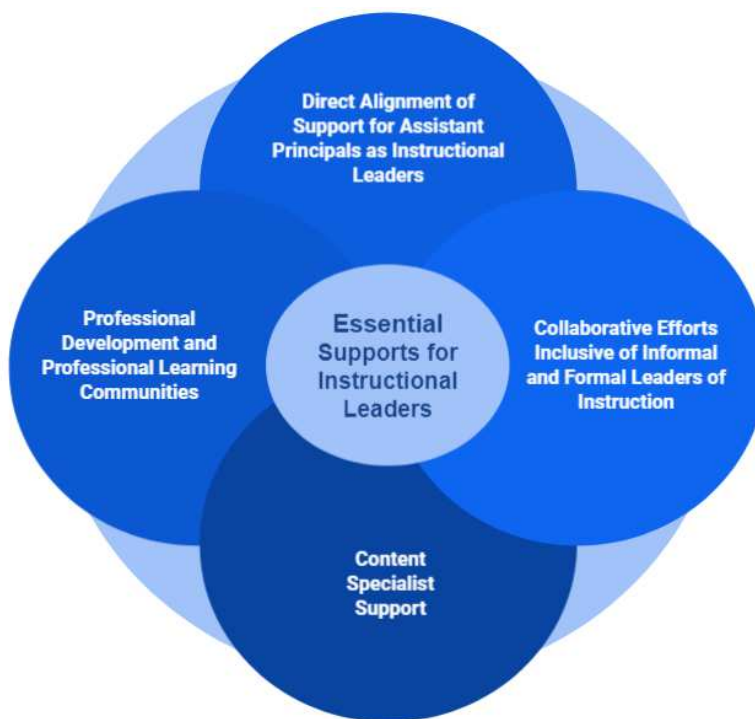 Direct Alignment of
Support for Assistant
Principals as Instructional
Leaders
Professional
Development and
Professional Learning
Communities
Essential
Supports for
Instructional
Leaders
Collaborative Efforts
Inclusive of Informal
and Formal Leaders of
Instruction
Content
Specialist
Support